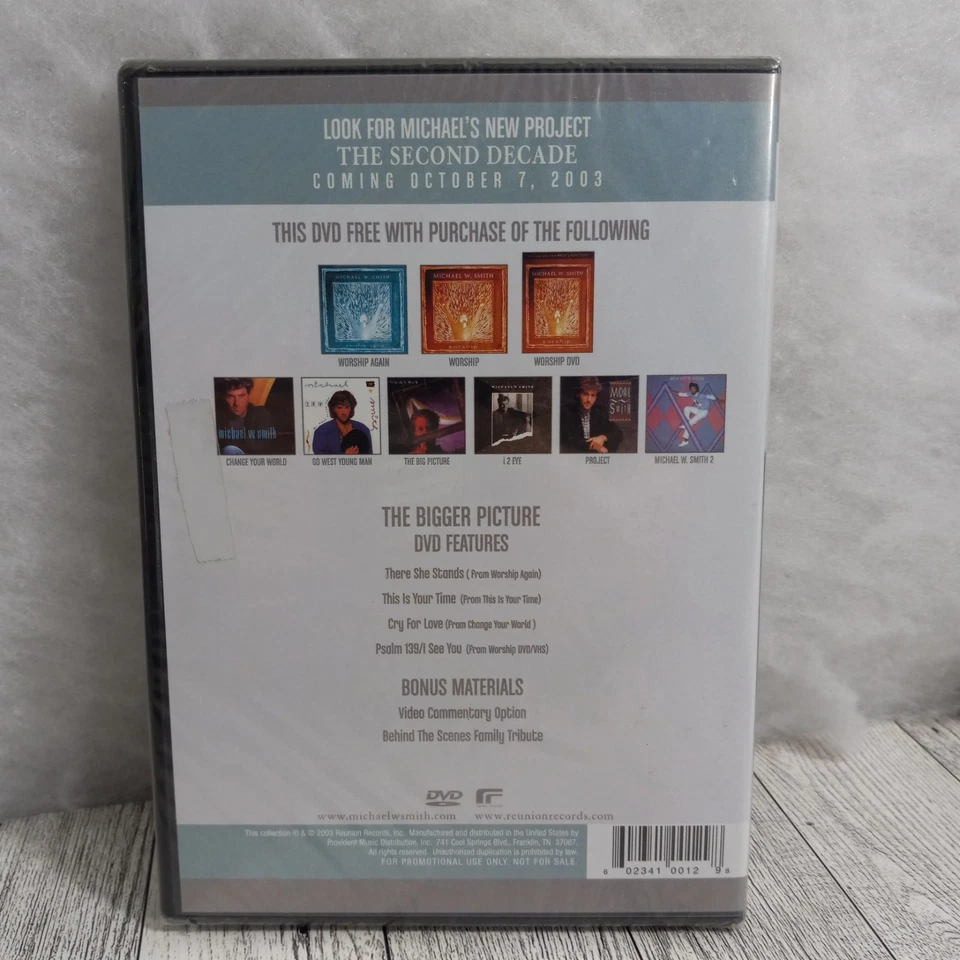 LOOK FOR MICHAEL'S NEW PROJECT
THE SECOND DECADE
COMING OCTOBER 7, 2003
THIS DVD FREE WITH PURCHASE OF THE FOLLOWING
MICHAEL W. SMITH
MICHAEL W. SMITH
MICHAEL W. SMITH
WORSHIP AGAIN
WORSHIP
WORSHIP DVD
michael w smith
michael
MICHAEL W SMITH
MICHAEL W SMITH
CHANGE YOUR WORLD
GO WEST YOUNG MAN
THE BIG PICTURE
I 2 EYE
PROJECT
MICHAEL W. SMITH 2
THE BIGGER PICTURE
DVD FEATURES
There She Stands (From Worship Again)
This Is Your Time (From This Is Your Time)
Cry For Love (From Change Your World )
Psalm 139/I See You (From Worship DVD/VHS)
BONUS MATERIALS
Video Commentary Option
Behind The Scenes Family Tribute
DVD
www.michaelwsmith.com www.reunionrecords.com
This collection ℗ & © 2003 Reunion Records, Inc. Manufactured and distributed in the United States by
Provident Music Distribution, Inc. 741 Cool Springs Blvd., Franklin, TN 37067.
All rights reserved. Unauthorized duplication is prohibited by law.
FOR PROMOTIONAL USE ONLY. NOT FOR SALE.
6 02341 0012 9 8